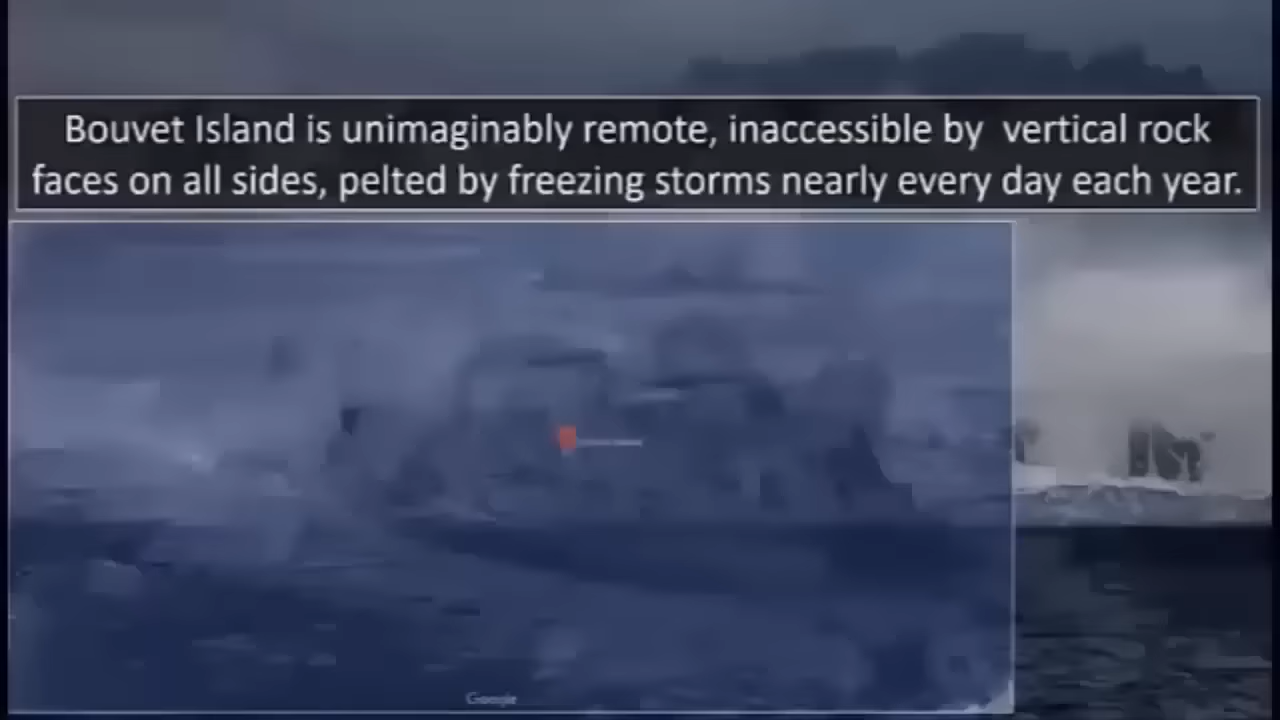 Bouvet Island is unimaginably remote, inaccessible by  vertical rock
faces on all sides, pelted by freezing storms nearly every day each year.
Google